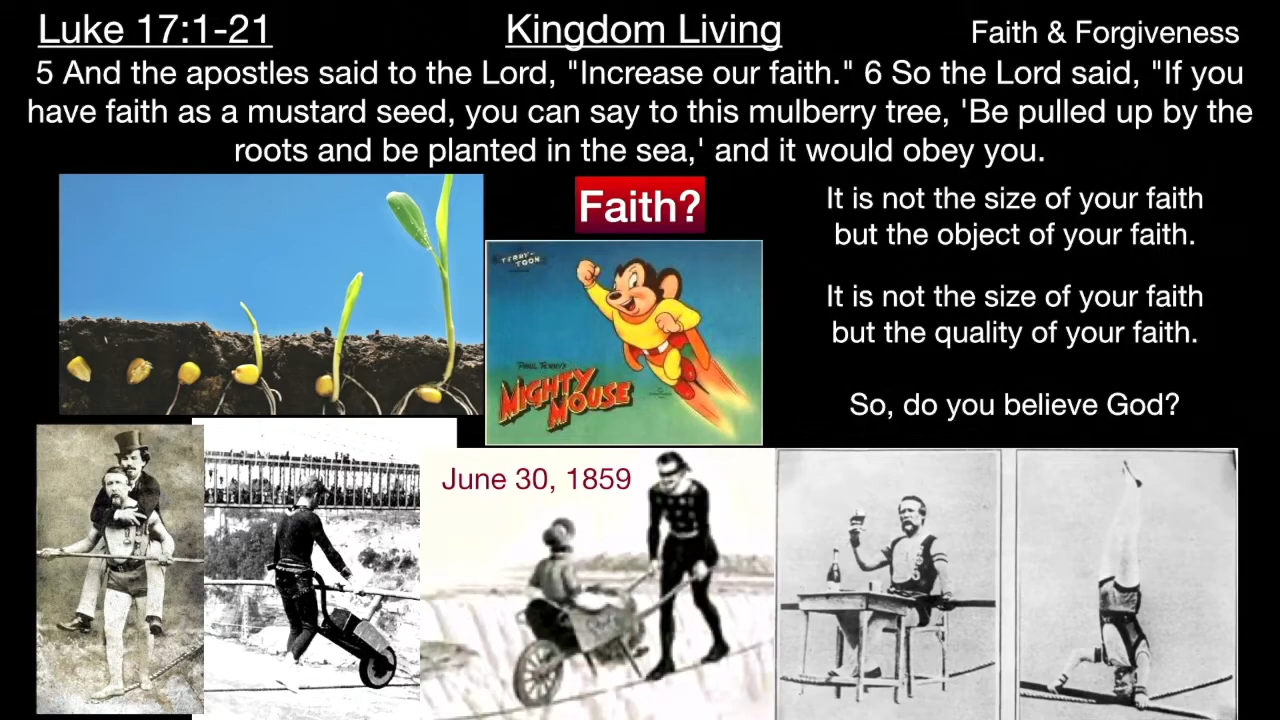 Luke 17:1-21
Kingdom Living
Faith & Forgiveness
5 And the apostles said to the Lord, "Increase our faith." 6 So the Lord said, "If you
have faith as a mustard seed, you can say to this mulberry tree, 'Be pulled up by the
roots and be planted in the sea,' and it would obey you.
Faith?
It is not the size of your faith
but the object of your faith.
It is not the size of your faith
but the quality of your faith.
So, do you believe God?
TERRY-
TOON
PAUL TERRY'S
MIGHTY
MOUSE
June 30, 1859